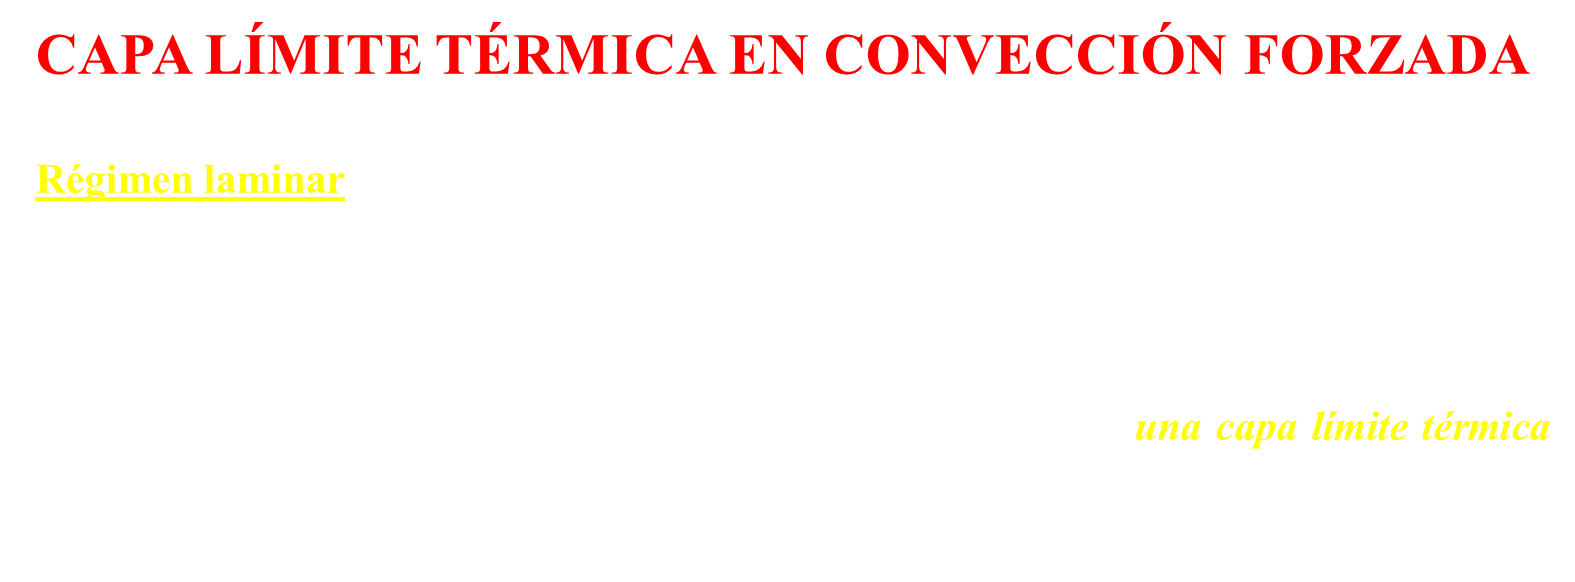 CAPA LÍMITE TÉRMICA EN CONVECCIÓN FORZADA
Régimen laminar
una capa límite térmica